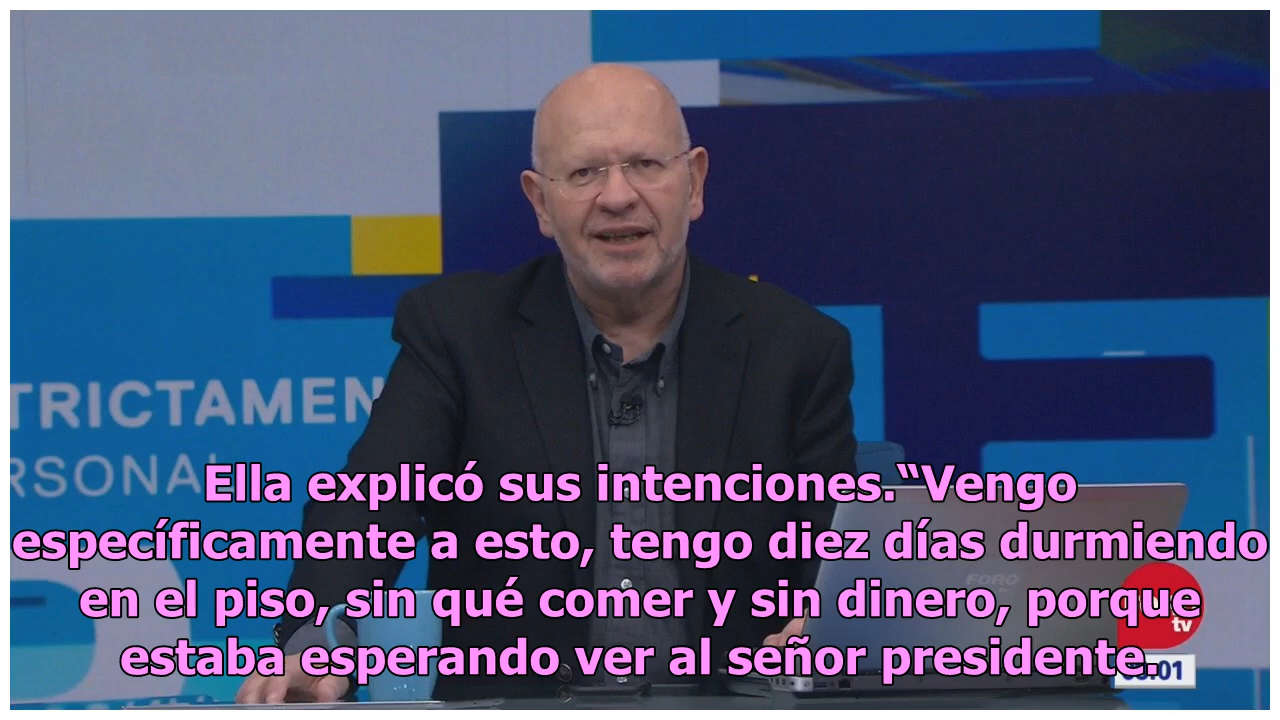 TRICTAMEN
RSONAL
Ella explicó sus intenciones.“Vengo
específicamente a esto, tengo diez días durmiendo
en el piso, sin qué comer y sin dinero, porque
estaba esperando ver al señor presidente.
FORO
tv